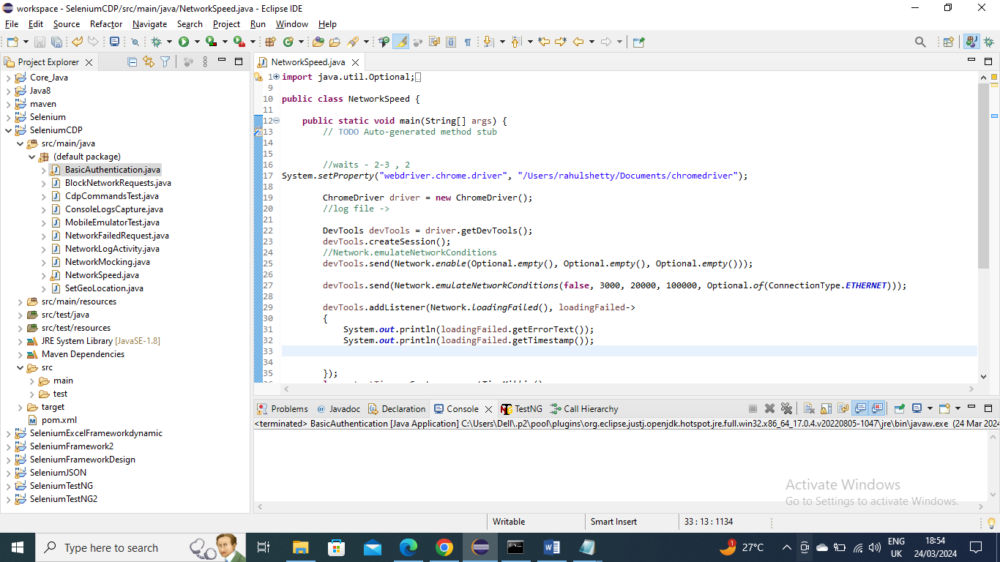 workspace - SeleniumCDP/src/main/java/NetworkSpeed.java - Eclipse IDE
File Edit Source Refactor Navigate Search Project Run Window Help
Project Explorer
Core_Java
Java8
maven
Selenium
SeleniumCDP
src/main/java
(default package)
BasicAuthentication.java
BlockNetworkRequests.java
CdpCommandsTest.java
ConsoleLogsCapture.java
MobileEmulatorTest.java
NetworkFailedRequest.java
NetworkLogActivity.java
NetworkMocking.java
NetworkSpeed.java
SetGeoLocation.java
src/main/resources
src/test/java
src/test/resources
JRE System Library [JavaSE-1.8]
Maven Dependencies
src
main
test
target
pom.xml
SeleniumExcelFrameworkdynamic
SeleniumFramework2
SeleniumFrameworkDesign
SeleniumJSON
SeleniumTestNG
SeleniumTestNG2
NetworkSpeed.java
1 import java.util.Optional;
9
10 public class NetworkSpeed {
11
12 public static void main(String[] args) {
13 // TODO Auto-generated method stub
14
15
16 //waits - 2-3 , 2
17 System.setProperty("webdriver.chrome.driver", "/Users/rahulshetty/Documents/chromedriver");
18
19 ChromeDriver driver = new ChromeDriver();
20 //log file ->
21
22 DevTools devTools = driver.getDevTools();
23 devTools.createSession();
24 //Network.emulateNetworkConditions
25 devTools.send(Network.enable(Optional.empty(), Optional.empty(), Optional.empty()));
26
27 devTools.send(Network.emulateNetworkConditions(false, 3000, 20000, 100000, Optional.of(ConnectionType.ETHERNET)));
28
29 devTools.addListener(Network.loadingFailed(), loadingFailed->
30 {
31 System.out.println(loadingFailed.getErrorText());
32 System.out.println(loadingFailed.getTimestamp());
33
34
35 });
Problems @ Javadoc Declaration Console TestNG Call Hierarchy
<terminated> BasicAuthentication [Java Application] C:\Users\Dell\.p2\pool\plugins\org.eclipse.justj.openjdk.hotspot.jre.full.win32.x86_64_17.0.4.v20220805-1047\jre\bin\javaw.exe (24 Mar 2024
Activate Windows
Go to Settings to activate Windows.
Writable Smart Insert 33 : 13 : 1134
Type here to search
27°C
ENG
UK
18:54
24/03/2024